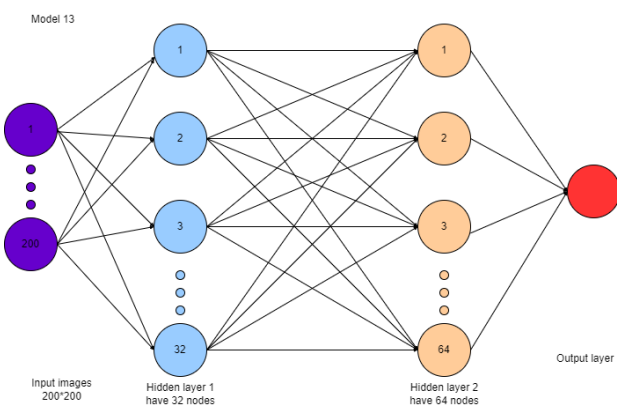 Model 13
1
200
1
2
3
32
1
2
3
64
Input images
200*200
Hidden layer 1
have 32 nodes
Hidden layer 2
have 64 nodes
Output layer